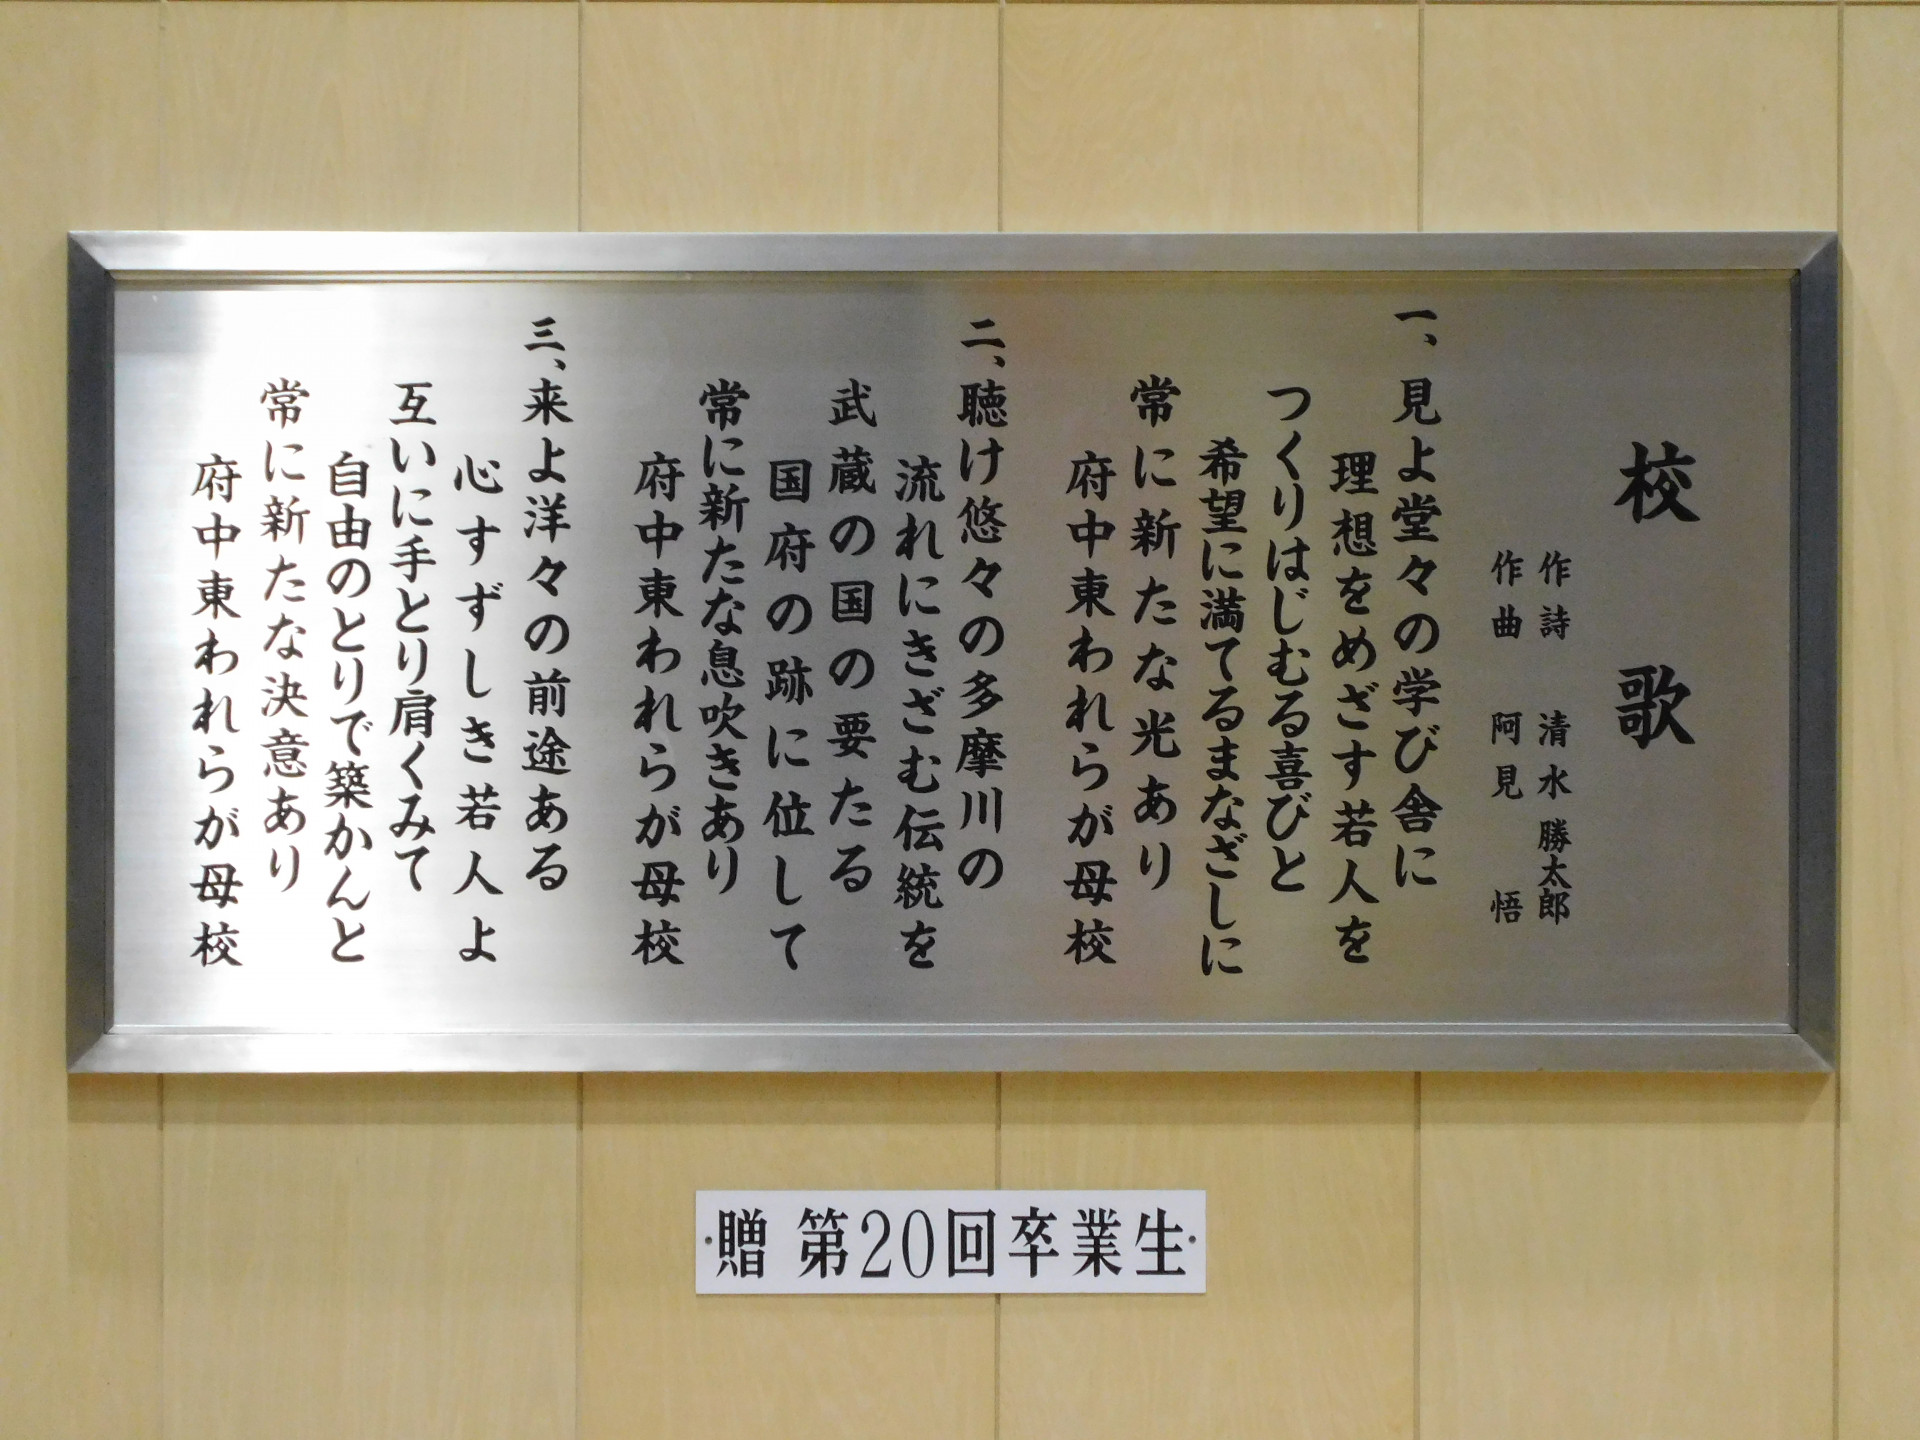 校歌
作詩 清水勝太郎
作曲 阿見悟
一、見よ堂々の学び舎に
理想をめざす若人を
つくりはじむる喜びと
希望に満てるまなざしに
常に新たな光あり
府中東われらが母校
二、聴け悠々の多摩川の
流れにきざむ伝統を
武蔵の国の要たる
国府の跡に位して
常に新たな息吹きあり
府中東われらが母校
三、来よ洋々の前途ある
心すずしき若人よ
互いに手とり肩くみて
自由のとりで築かんと
常に新たな決意あり
府中東われらが母校
贈 第20回卒業生